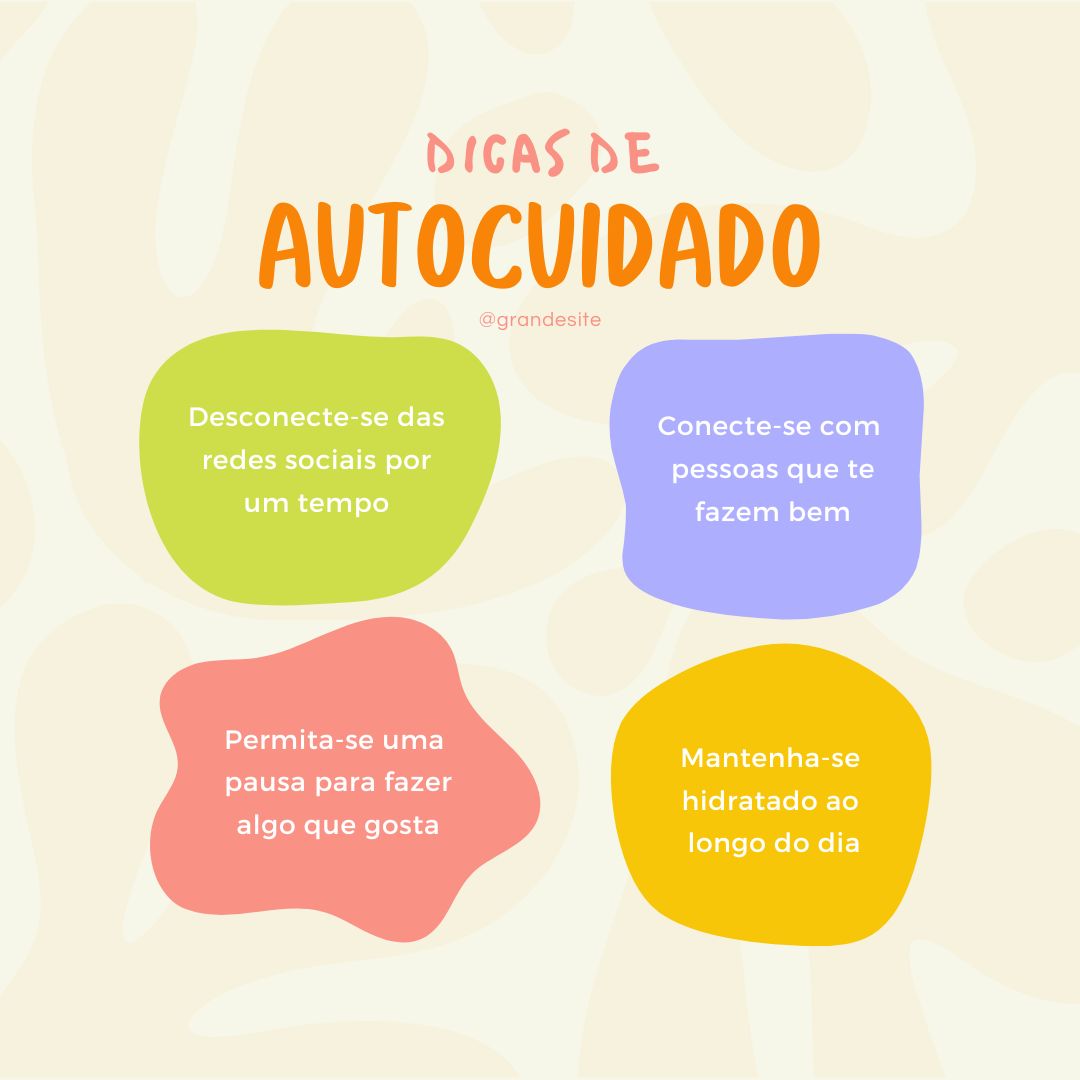 DICAS DE
AUTOCUIDADO
@grandesite
Desconecte-se das
redes sociais por
um tempo
Conecte-se com
pessoas que te
fazem bem
Permita-se uma
pausa para fazer
algo que gosta
Mantenha-se
hidratado ao
longo do dia